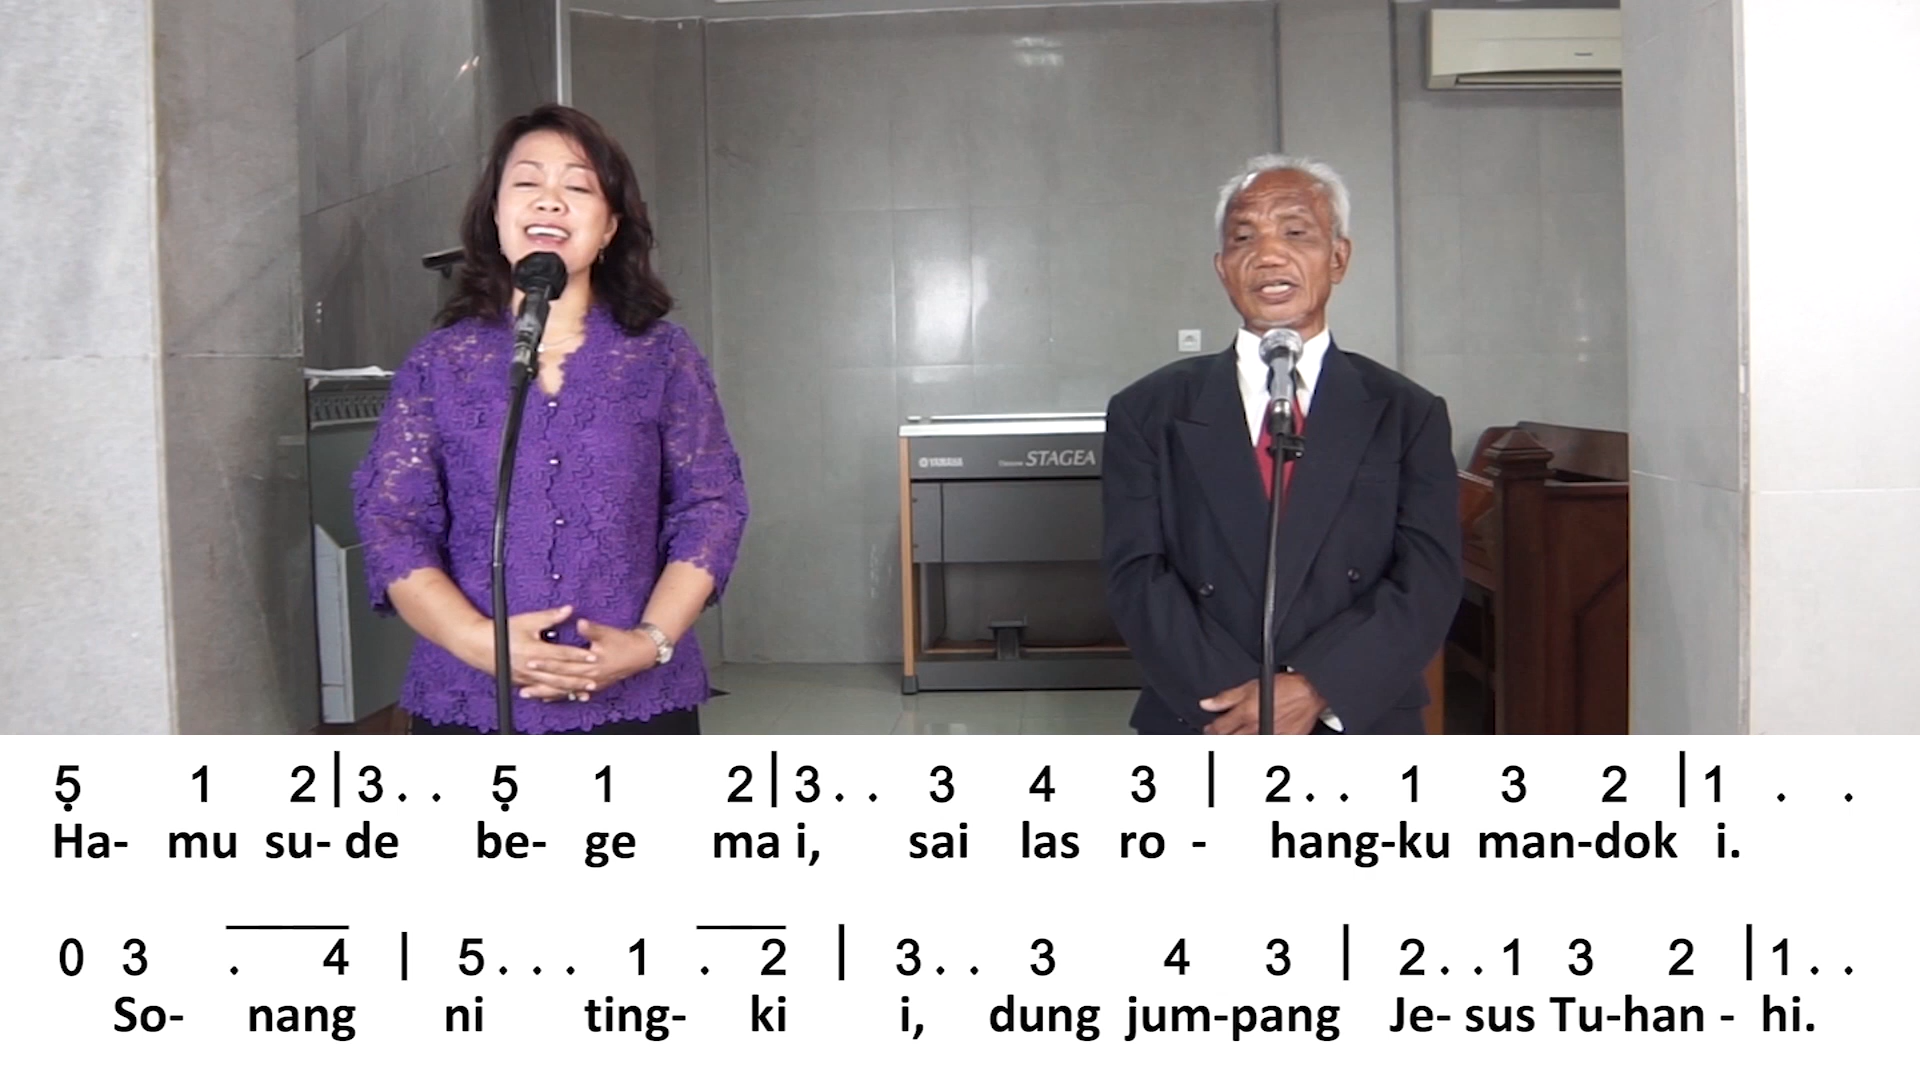 YAMAHA STAGEA
5̣ 1 2 | 3 . . 5̣ 1 2 | 3 . . 3 4 3 | 2 . . 1 3 2 | 1 . .
Ha- mu su- de be- ge ma i, sai las ro - hang-ku man-dok i.
0 3 . 4 | 5 . . . 1 . 2 | 3 . . 3 4 3 | 2 . . 1 3 2 | 1 . .
So- nang ni ting- ki i, dung jum-pang Je- sus Tu-han - hi.